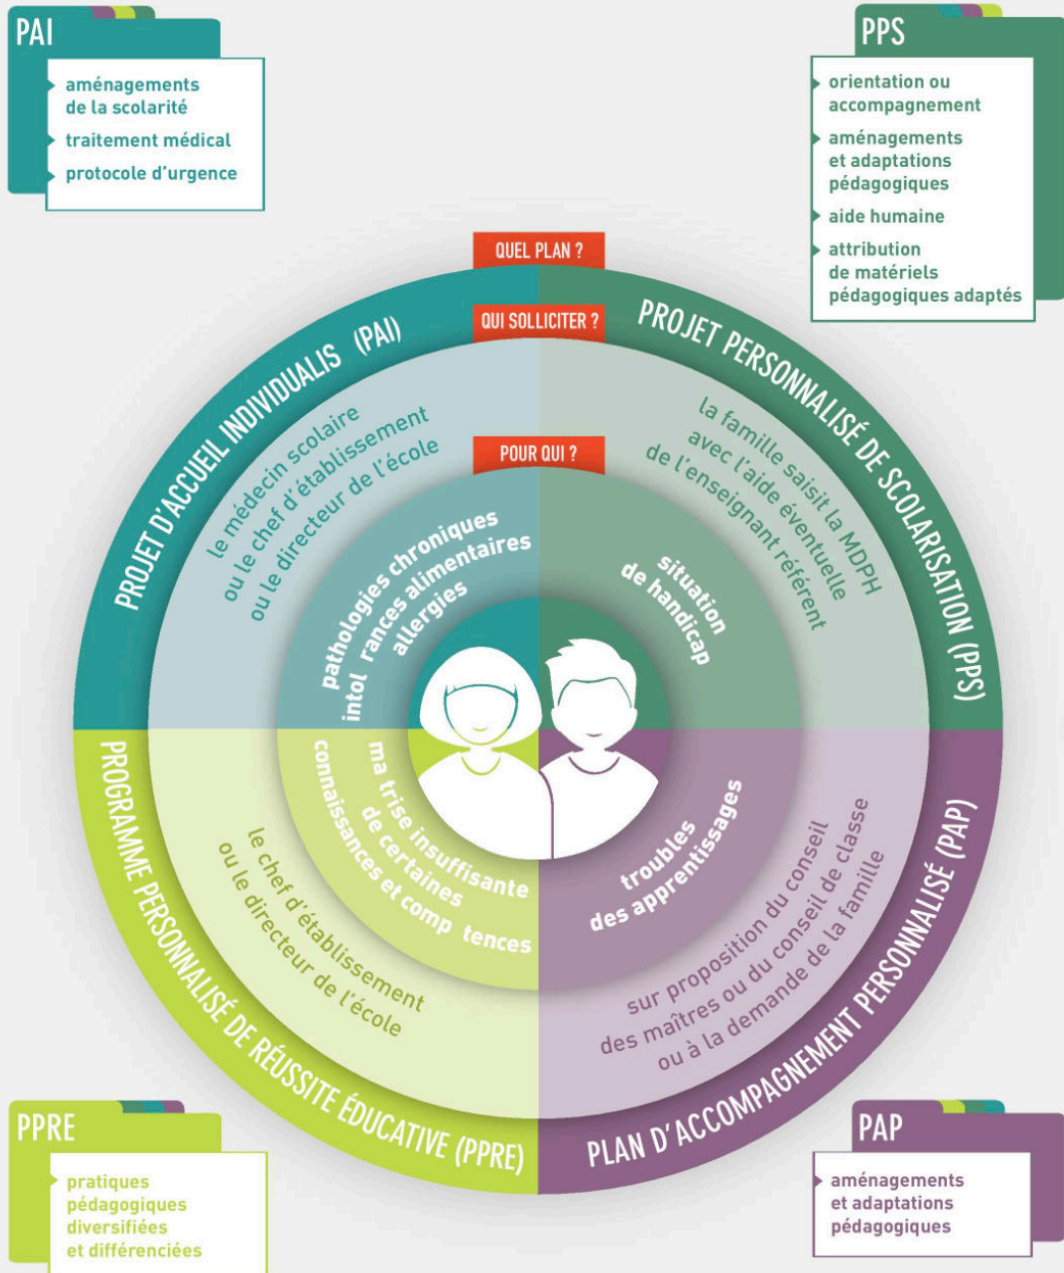 PAI
aménagements
de la scolarité
traitement médical
protocole d'urgence
PPS
orientation ou
accompagnement
aménagements
et adaptations
pédagogiques
aide humaine
attribution
de matériels
pédagogiques adaptés
QUEL PLAN ?
QUI SOLLICITER ?
POUR QUI ?
PROJET D'ACCUEIL INDIVIDUALIS (PAI)
le médecin scolaire
ou le chef d'établissement
ou le directeur de l'école
pathologies chroniques
intol rances alimentaires
allergies
PROJET PERSONNALISÉ DE SCOLARISATION (PPS)
la famille saisit la MDPH
avec l'aide éventuelle
de l'enseignant référent
situation
de handicap
PROGRAMME PERSONNALISÉ DE RÉUSSITE ÉDUCATIVE (PPRE)
le chef d'établissement
ou le directeur de l'école
ma trise insuffisante
de certaines
connaissances et comp tences
PLAN D'ACCOMPAGNEMENT PERSONNALISÉ (PAP)
troubles
des apprentissages
sur proposition du conseil
des maîtres ou du conseil de classe
ou à la demande de la famille
PPRE
pratiques
pédagogiques
diversifiées
et différenciées
PAP
aménagements
et adaptations
pédagogiques